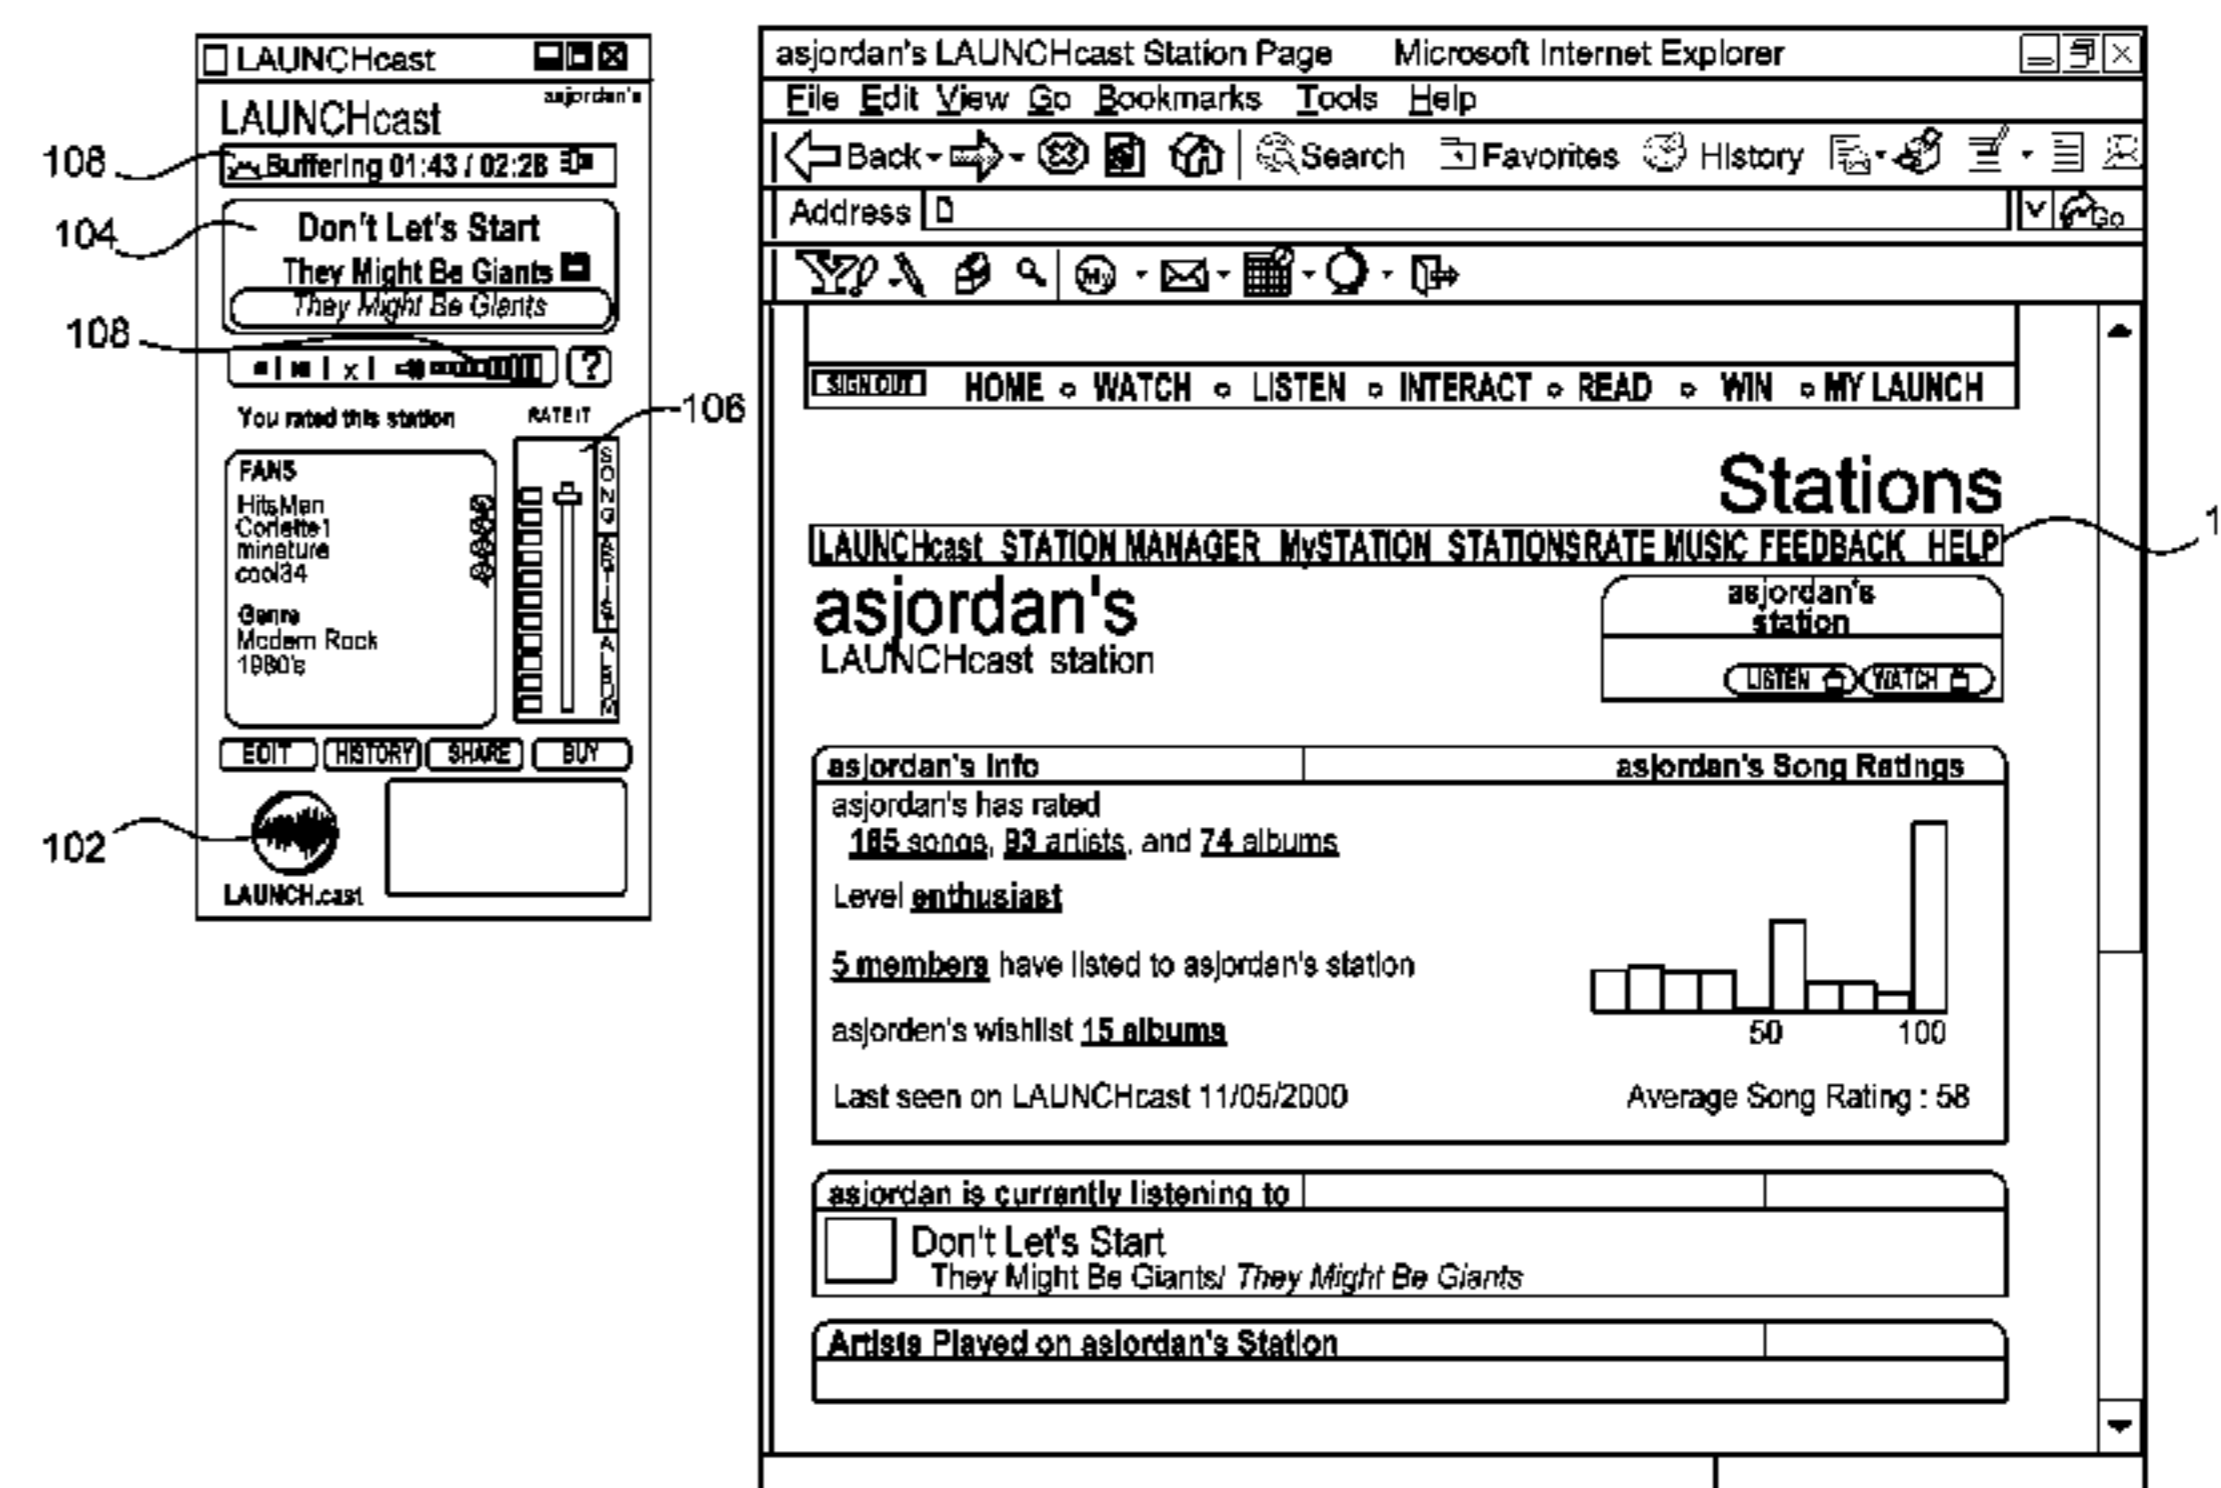 LAUNCHcast
asjordan's
LAUNCHcast
108
Buffering 01:43 / 02:28
104
Don't Let's Start
They Might Be Giants
They Might Be Giants
108
x
?
You rated this station
RATE IT
106
FANS
HitsMan
Corlette1
minature
cool34
Genre
Modern Rock
1980's
SONG
ARTIST
ALBUM
EDIT
HISTORY
SHARE
BUY
102
LAUNCH.cast
asjordan's LAUNCHcast Station Page Microsoft Internet Explorer
File Edit View Go Bookmarks Tools Help
Back Search Favorites History
Address Go
Y! My
SIGN OUT HOME o WATCH o LISTEN o INTERACT o READ o WIN o MY LAUNCH
Stations
LAUNCHcast STATION MANAGER MySTATION STATIONSRATE MUSIC FEEDBACK HELP
1
asjordan's
LAUNCHcast station
asjordan's
station
LISTEN WATCH
asjordan's Info asjordan's Song Ratings
asjordan's has rated
185 songs, 93 artists, and 74 albums
Level enthusiast
5 members have listed to asjordan's station
asjorden's wishlist 15 albums
50 100
Last seen on LAUNCHcast 11/05/2000
Average Song Rating : 58
asjordan is currently listening to
Don't Let's Start
They Might Be Giants/ They Might Be Giants
Artists Played on asjordan's Station